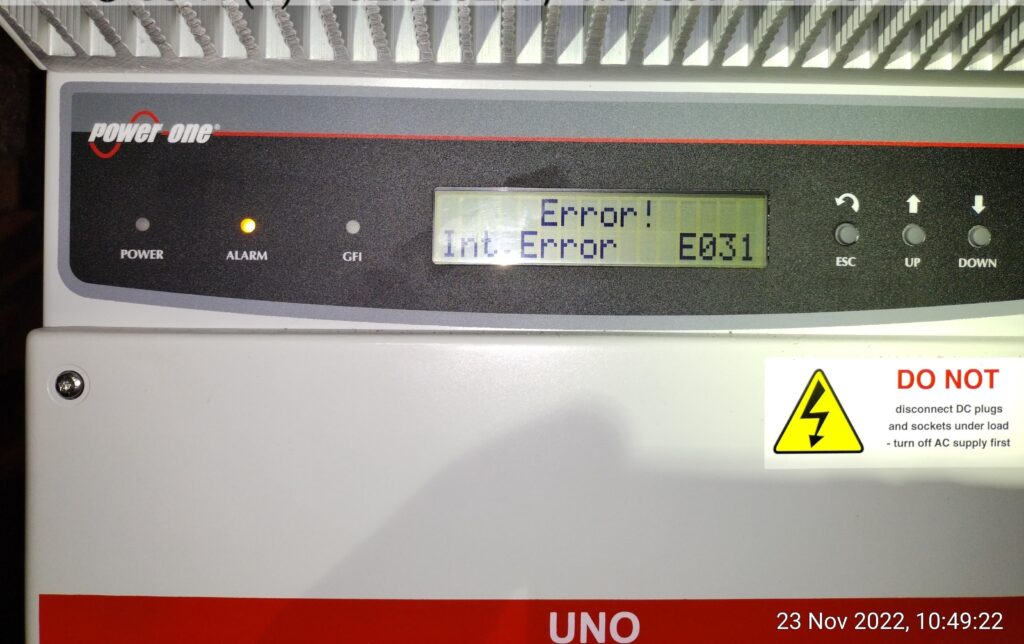 power-one®
POWER
ALARM
GFI
Error!
Int.Error E031
ESC
UP
DOWN
DO NOT
disconnect DC plugs
and sockets under load
- turn off AC supply first
UNO
23 Nov 2022, 10:49:22